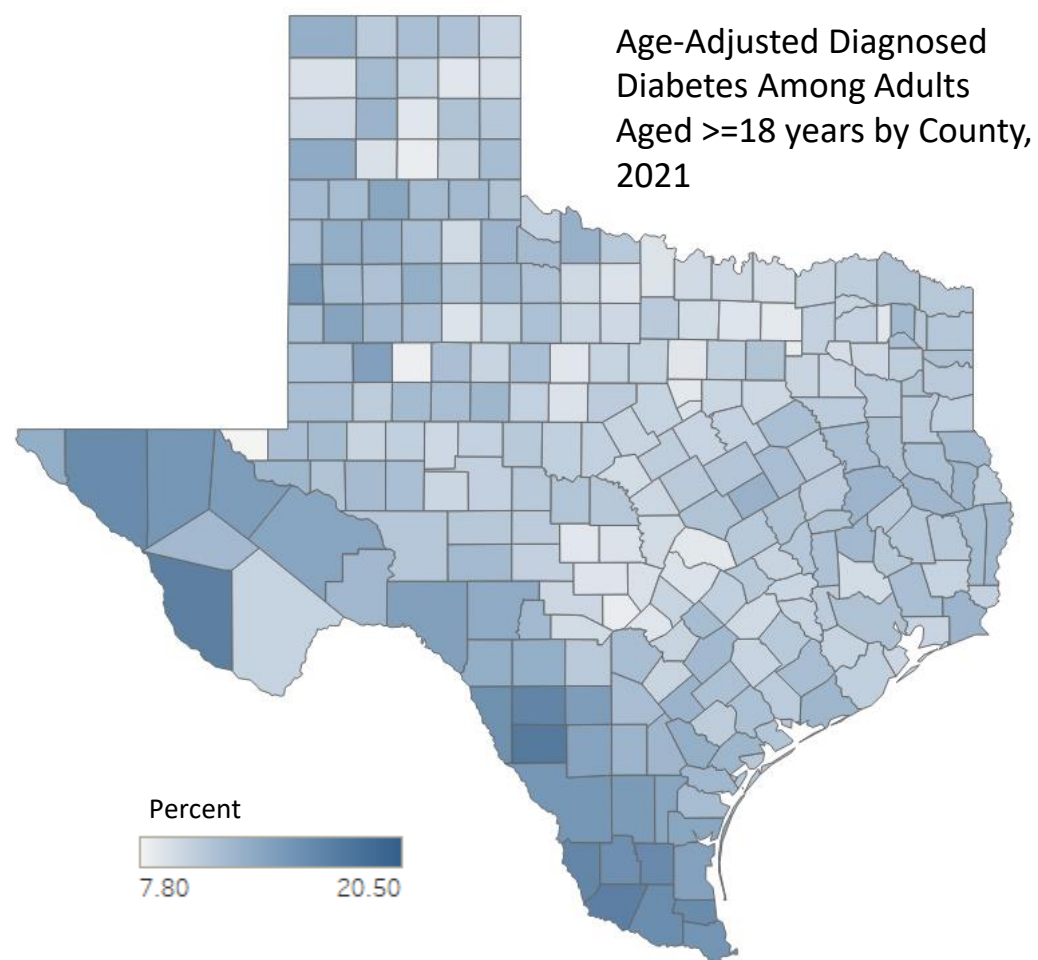 Age-Adjusted Diagnosed
Diabetes Among Adults
Aged >=18 years by County,
2021
Percent
7.80 20.50